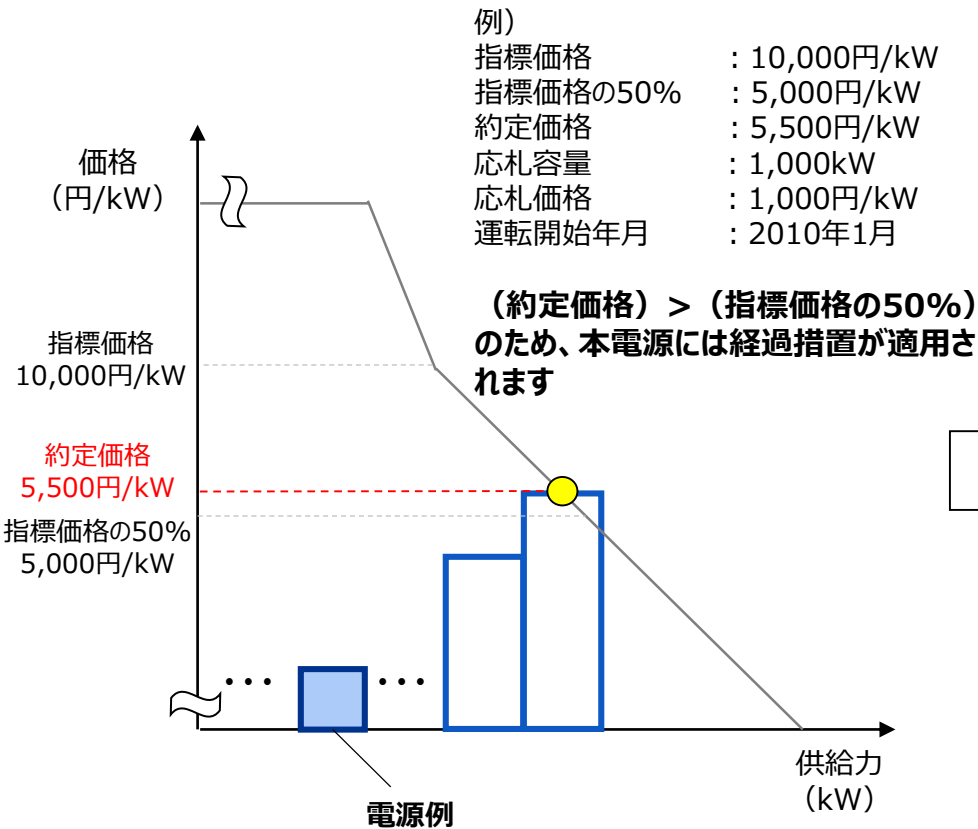 例）
指標価格 : 10,000円/kW
指標価格の50% : 5,000円/kW
約定価格 : 5,500円/kW
応札容量 : 1,000kW
応札価格 : 1,000円/kW
運転開始年月 : 2010年1月
（約定価格）>（指標価格の50%）
のため、本電源には経過措置が適用さ
れます
価格
（円/kW）
指標価格
10,000円/kW
約定価格
5,500円/kW
指標価格の50%
5,000円/kW
･･･
･･･
供給力
（kW）
電源例